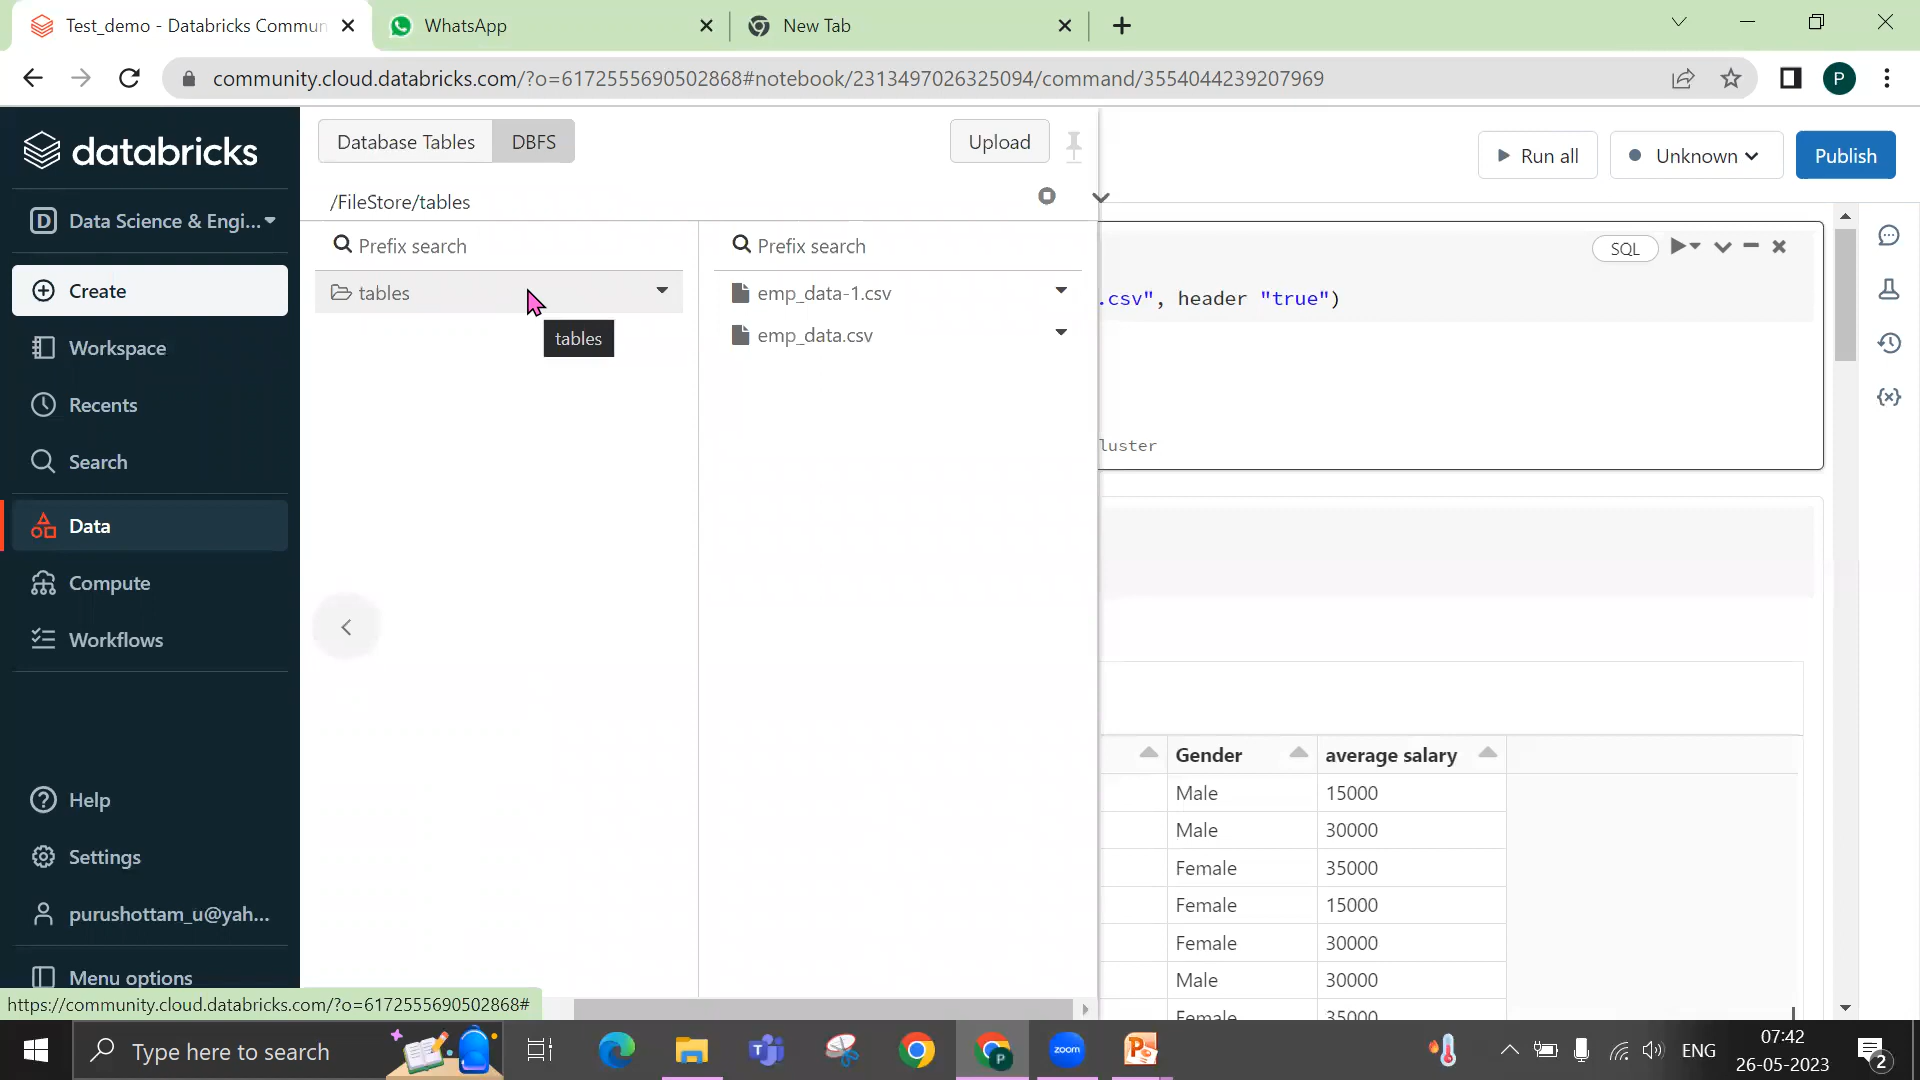 Test_demo - Databricks Commun
WhatsApp
New Tab
community.cloud.databricks.com/?o=6172555690502868#notebook/2313497026325094/command/3554044239207969
P
databricks
D Data Science & Engi...
Create
Workspace
Recents
Search
Data
Compute
Workflows
Help
Settings
purushottam_u@yah...
Menu options
https://community.cloud.databricks.com/?o=6172555690502868#
Database Tables
DBFS
Upload
/FileStore/tables
Prefix search
tables
tables
Prefix search
emp_data-1.csv
emp_data.csv
Run all
Unknown
Publish
SQL
.csv", header "true")
luster
Gender average salary
Male 15000
Male 30000
Female 35000
Female 15000
Female 30000
Male 30000
Female 35000
Type here to search
P
zoom
ENG
07:42
26-05-2023
2